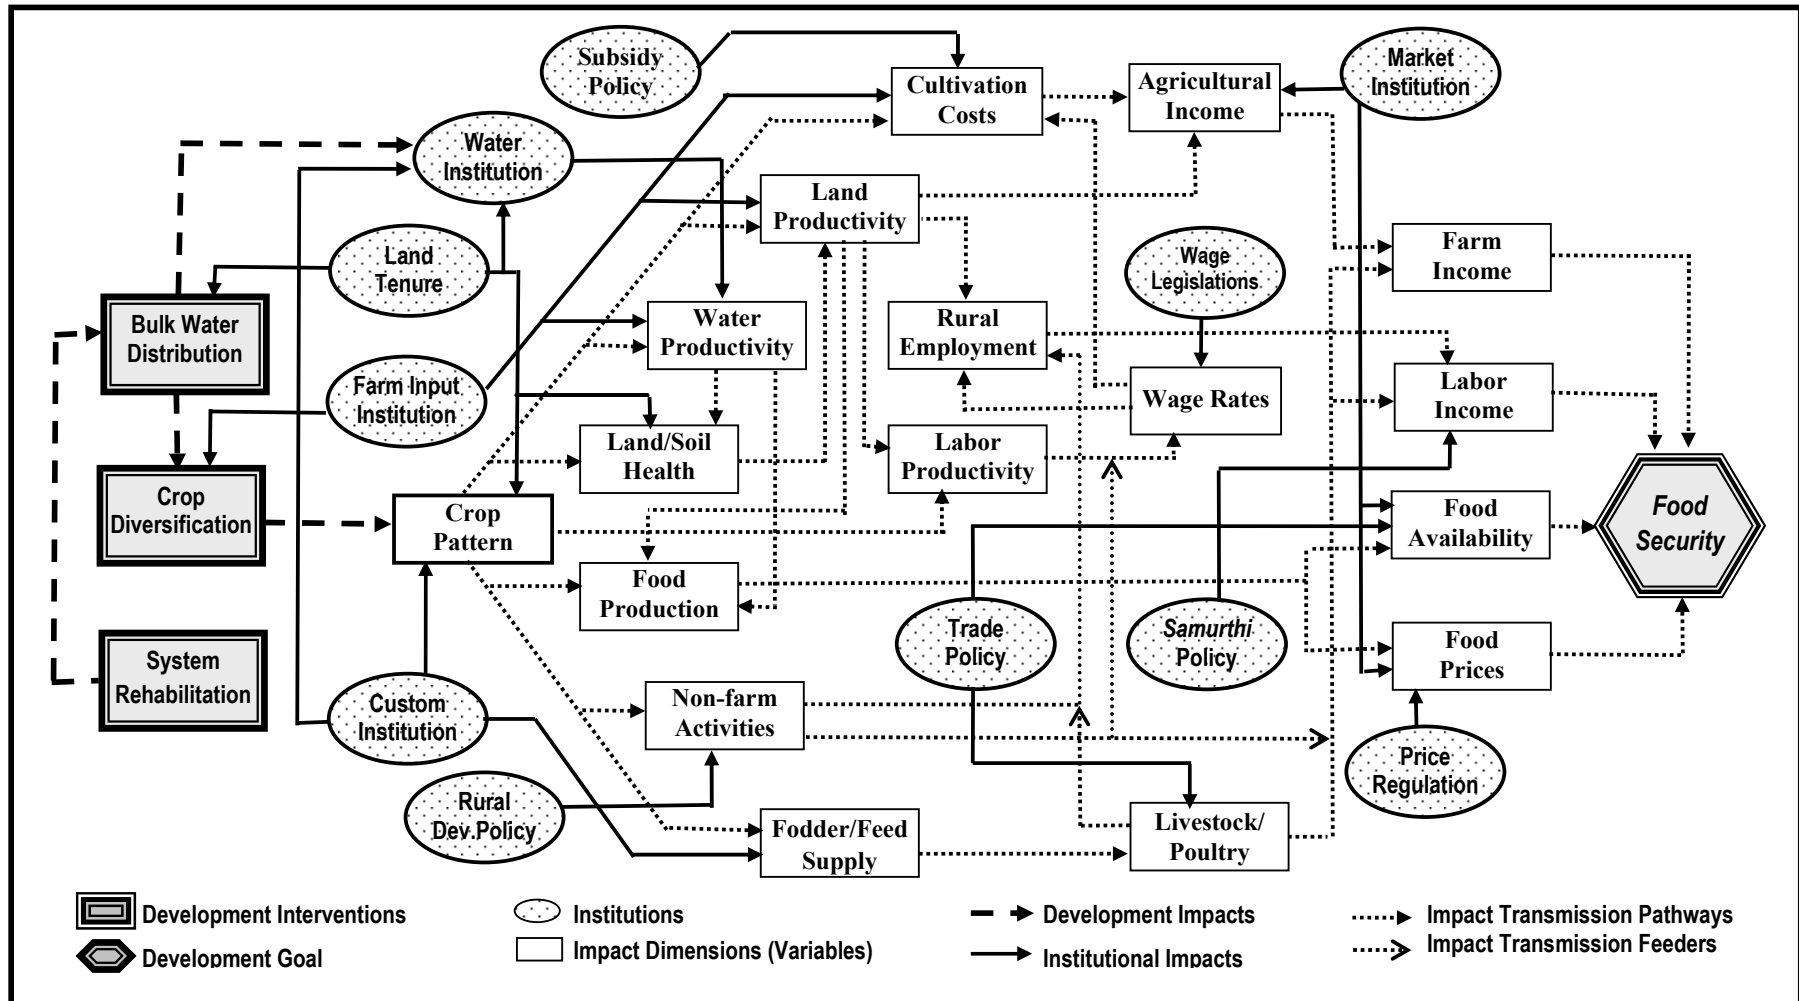 Subsidy
Policy
Cultivation
Costs
Agricultural
Income
Market
Institution
Water
Institution
Land
Productivity
Land
Tenure
Wage
Legislations
Farm
Income
Bulk Water
Distribution
Water
Productivity
Rural
Employment
Farm Input
Institution
Wage Rates
Labor
Income
Land/Soil
Health
Labor
Productivity
Crop
Diversification
Crop
Pattern
Food
Availability
Food
Security
Food
Production
Trade
Policy
Samurthi
Policy
Food
Prices
System
Rehabilitation
Custom
Institution
Non-farm
Activities
Price
Regulation
Rural
Dev.Policy
Fodder/Feed
Supply
Livestock/
Poultry
Development Interventions
Institutions
Development Impacts
Impact Transmission Pathways
Development Goal
Impact Dimensions (Variables)
Institutional Impacts
Impact Transmission Feeders